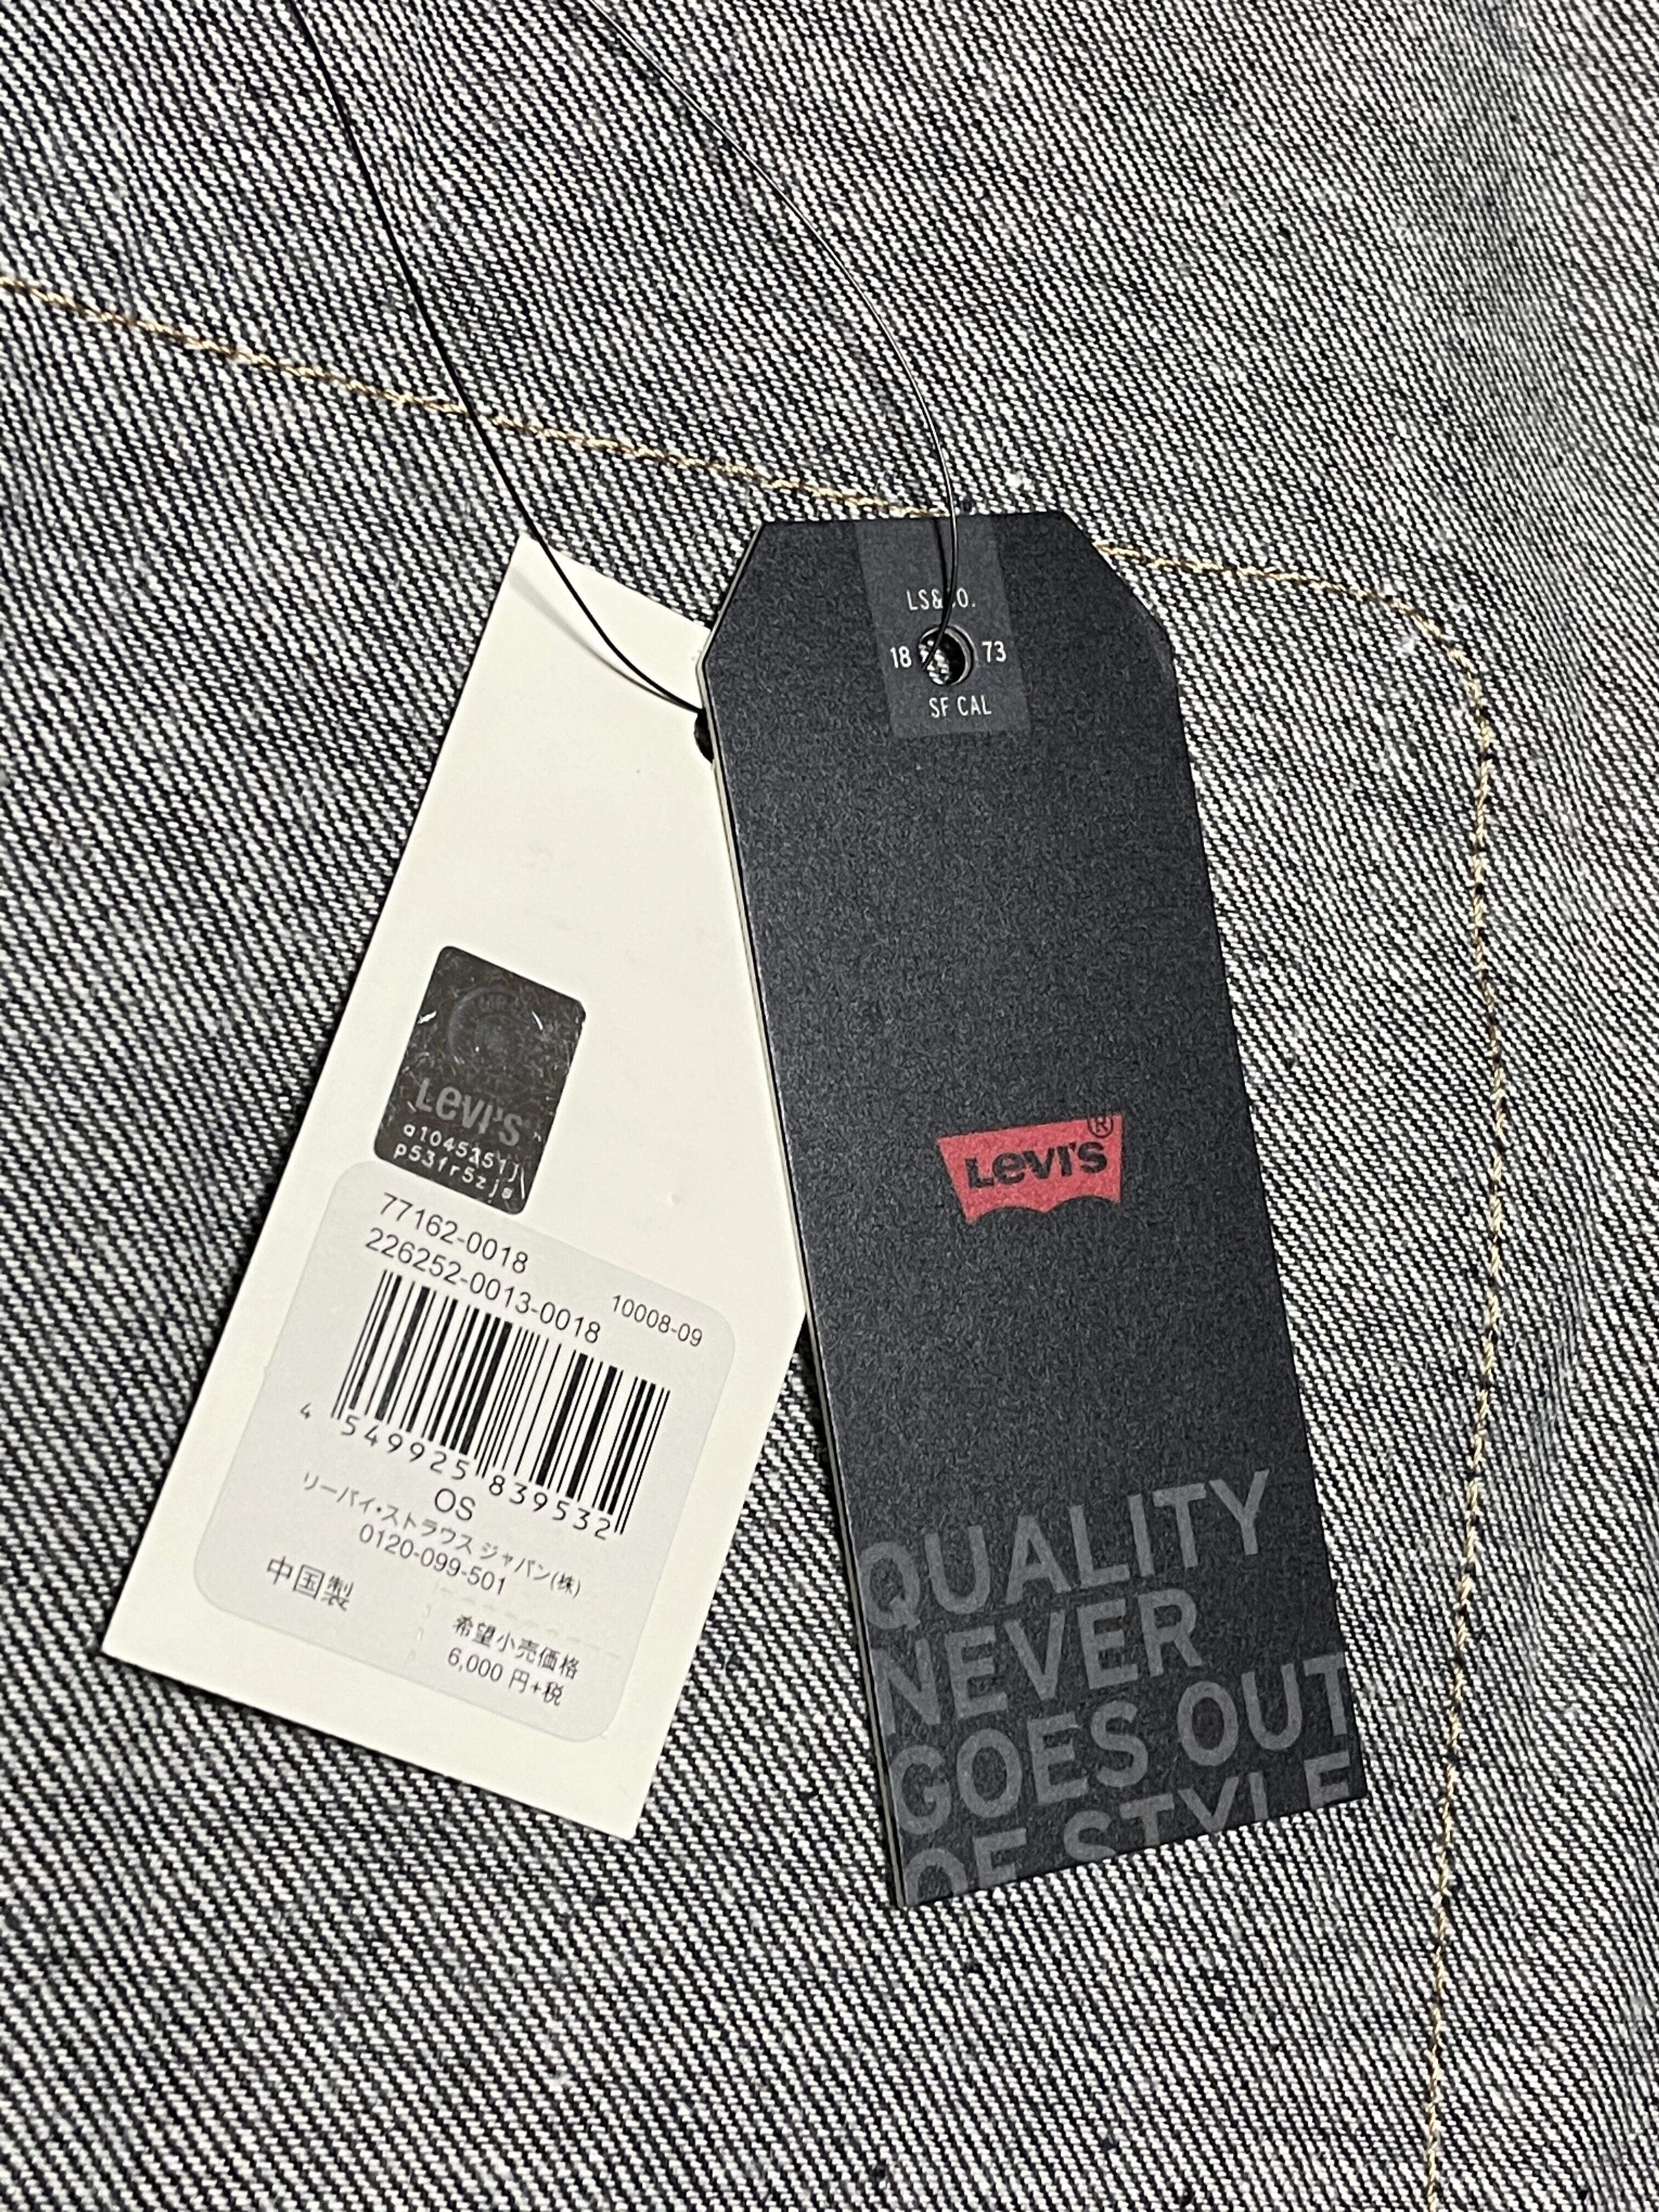 LEVI'S
77162-0018
226252-0013-0018
10008-09
4 549925 839532
OS
リーバイ・ストラウス ジャパン(株)
0120-099-501
中国製
希望小売価格
6,000 円+税
18 73
SF CAL
LEVI'S®
QUALITY
NEVER
GOES OUT
OF STYLE